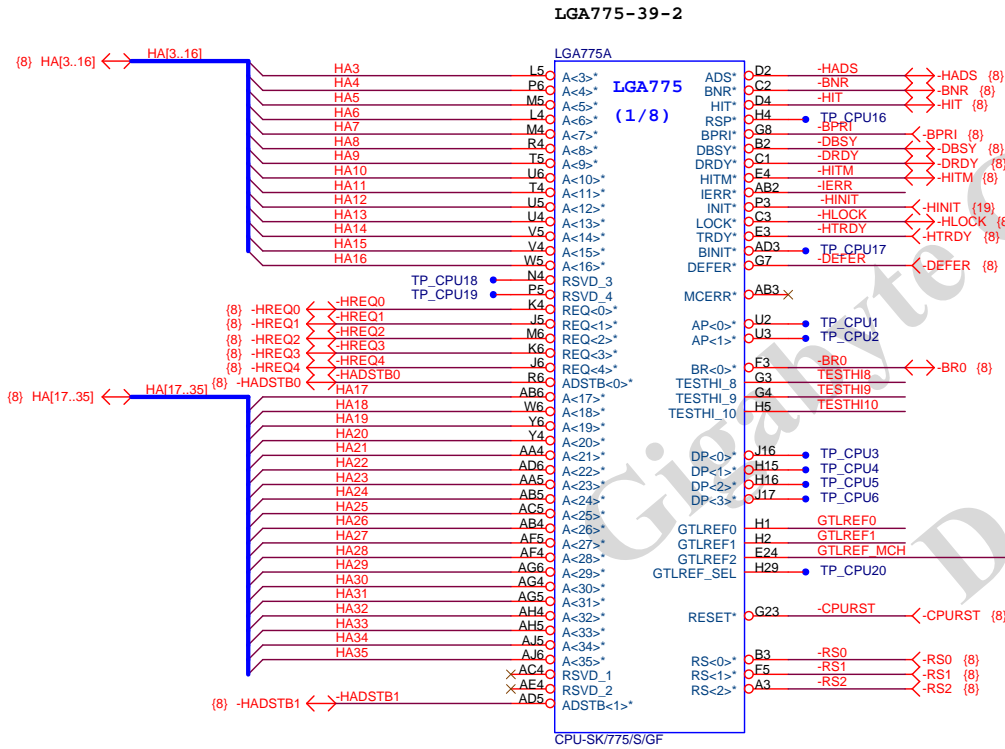 LGA775-39-2
LGA775A
LGA775
(1/8)
{8} HA[3..16] HA[3..16]
HA3 L5 A<3>*
HA4 P6 A<4>*
HA5 M5 A<5>*
HA6 L4 A<6>*
HA7 M4 A<7>*
HA8 R4 A<8>*
HA9 T5 A<9>*
HA10 U6 A<10>*
HA11 T4 A<11>*
HA12 U5 A<12>*
HA13 U4 A<13>*
HA14 V5 A<14>*
HA15 V4 A<15>*
HA16 W5 A<16>*
TP_CPU18 N4 RSVD_3
TP_CPU19 P5 RSVD_4
{8} -HREQ0 -HREQ0 K4 REQ<0>*
{8} -HREQ1 -HREQ1 J5 REQ<1>*
{8} -HREQ2 -HREQ2 M6 REQ<2>*
{8} -HREQ3 -HREQ3 K6 REQ<3>*
{8} -HREQ4 -HREQ4 J6 REQ<4>*
{8} -HADSTB0 -HADSTB0 R6 ADSTB<0>*
{8} HA[17..35] HA[17..35]
HA17 AB6 A<17>*
HA18 W6 A<18>*
HA19 Y6 A<19>*
HA20 Y4 A<20>*
HA21 AA4 A<21>*
HA22 AD6 A<22>*
HA23 AA5 A<23>*
HA24 AB5 A<24>*
HA25 AC5 A<25>*
HA26 AB4 A<26>*
HA27 AF5 A<27>*
HA28 AF4 A<28>*
HA29 AG6 A<29>*
HA30 AG4 A<30>*
HA31 AG5 A<31>*
HA32 AH4 A<32>*
HA33 AH5 A<33>*
HA34 AJ5 A<34>*
HA35 AJ6 A<35>*
AC4 RSVD_1
AE4 RSVD_2
{8} -HADSTB1 -HADSTB1 AD5 ADSTB<1>*
ADS* D2 -HADS -HADS {8}
BNR* C2 -BNR -BNR {8}
HIT* D4 -HIT -HIT {8}
RSP* H4 TP_CPU16
BPRI* G8 -BPRI -BPRI {8}
DBSY* B2 -DBSY -DBSY {8}
DRDY* C1 -DRDY -DRDY {8}
HITM* E4 -HITM -HITM {8}
IERR* AB2 -IERR
INIT* P3 -HINIT -HINIT {19}
LOCK* C3 -HLOCK -HLOCK {8
TRDY* E3 -HTRDY -HTRDY {8}
BINIT* AD3 TP_CPU17
DEFER* G7 -DEFER -DEFER {8}
MCERR* AB3
AP<0>* U2 TP_CPU1
AP<1>* U3 TP_CPU2
BR<0>* F3 -BR0 -BR0 {8}
TESTHI_8 G3 TESTHI8
TESTHI_9 G4 TESTHI9
TESTHI_10 H5 TESTHI10
DP<0>* J16 TP_CPU3
DP<1>* H15 TP_CPU4
DP<2>* H16 TP_CPU5
DP<3>* J17 TP_CPU6
GTLREF0 H1 GTLREF0
GTLREF1 H2 GTLREF1
GTLREF2 E24 GTLREF_MCH
GTLREF_SEL H29 TP_CPU20
RESET* G23 -CPURST -CPURST {8}
RS<0>* B3 -RS0 -RS0 {8}
RS<1>* F5 -RS1 -RS1 {8}
RS<2>* A3 -RS2 -RS2 {8}
CPU-SK/775/S/GF
Gigabyte C
D